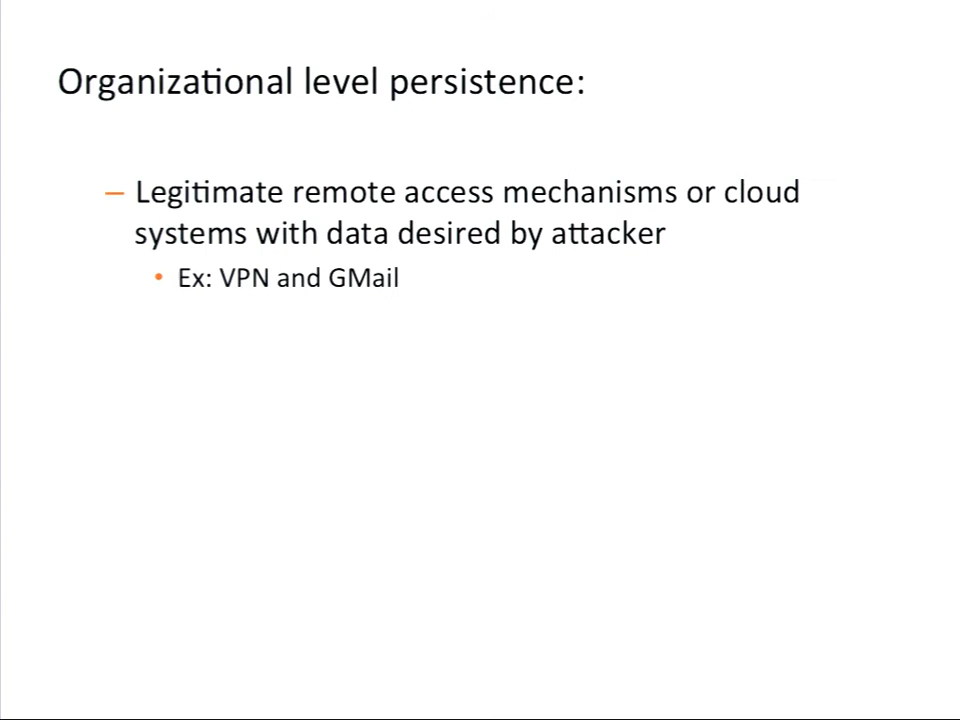 Organizational level persistence:
– Legitimate remote access mechanisms or cloud
systems with data desired by attacker
• Ex: VPN and GMail